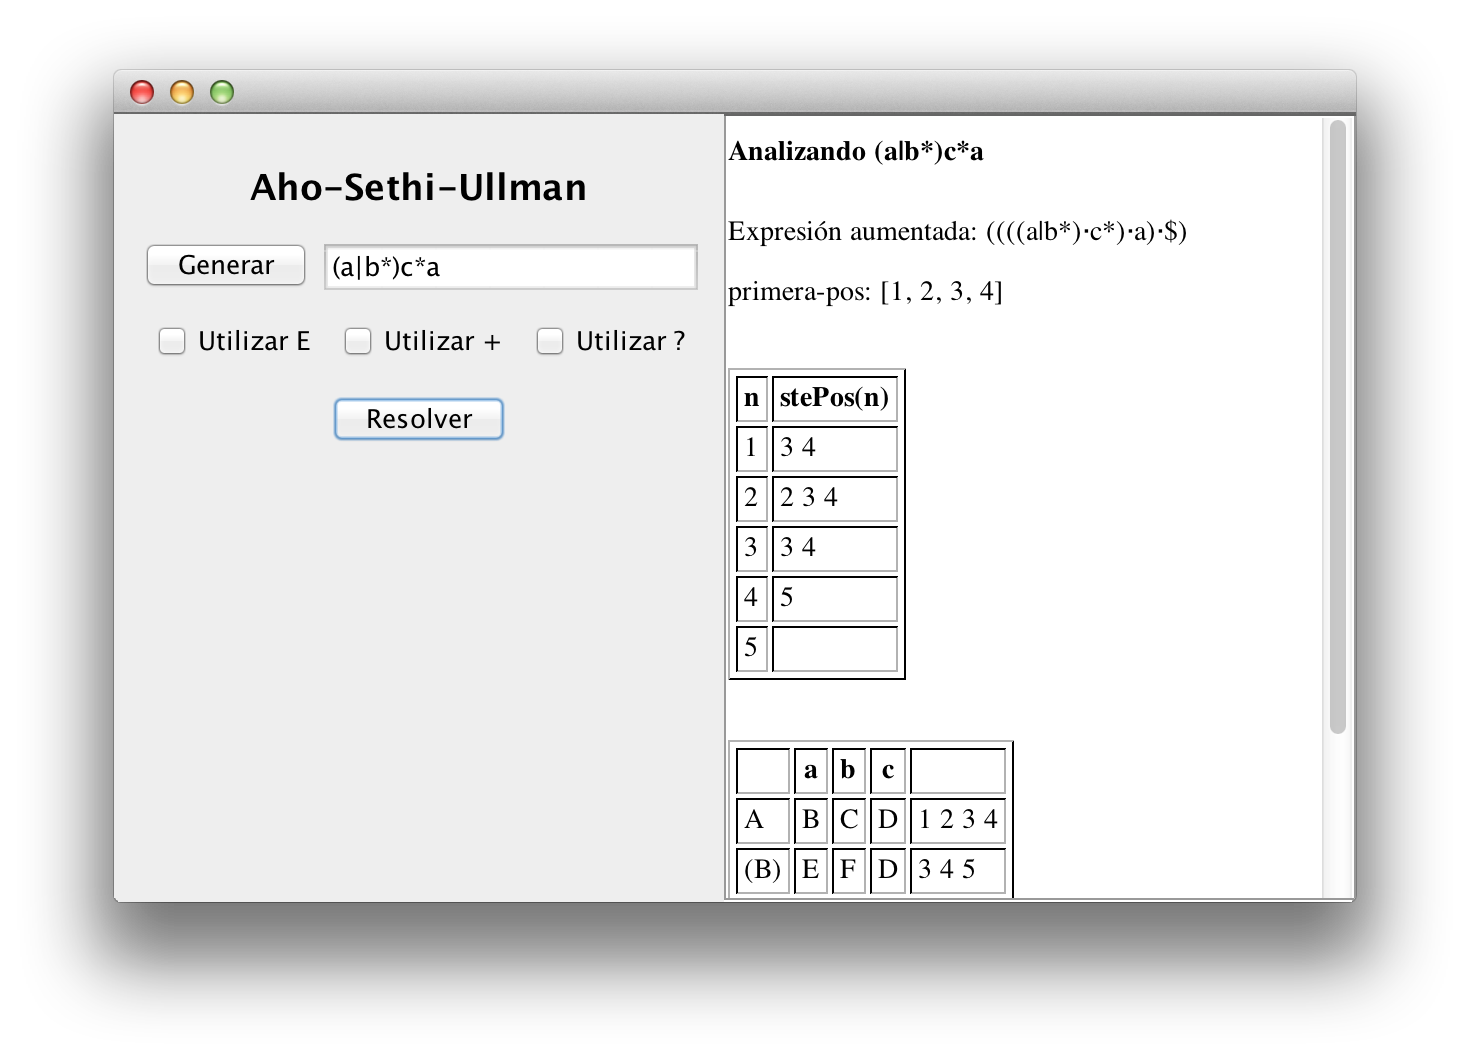 Aho-Sethi-Ullman
Generar (a|b*)c*a
Utilizar E Utilizar + Utilizar ?
Resolver
Analizando (a|b*)c*a
Expresión aumentada: ((((a|b*)·c*)·a)·$)
primera-pos: [1, 2, 3, 4]
n stePos(n)
1 3 4
2 2 3 4
3 3 4
4 5
5
a b c
A B C D 1 2 3 4
(B) E F D 3 4 5